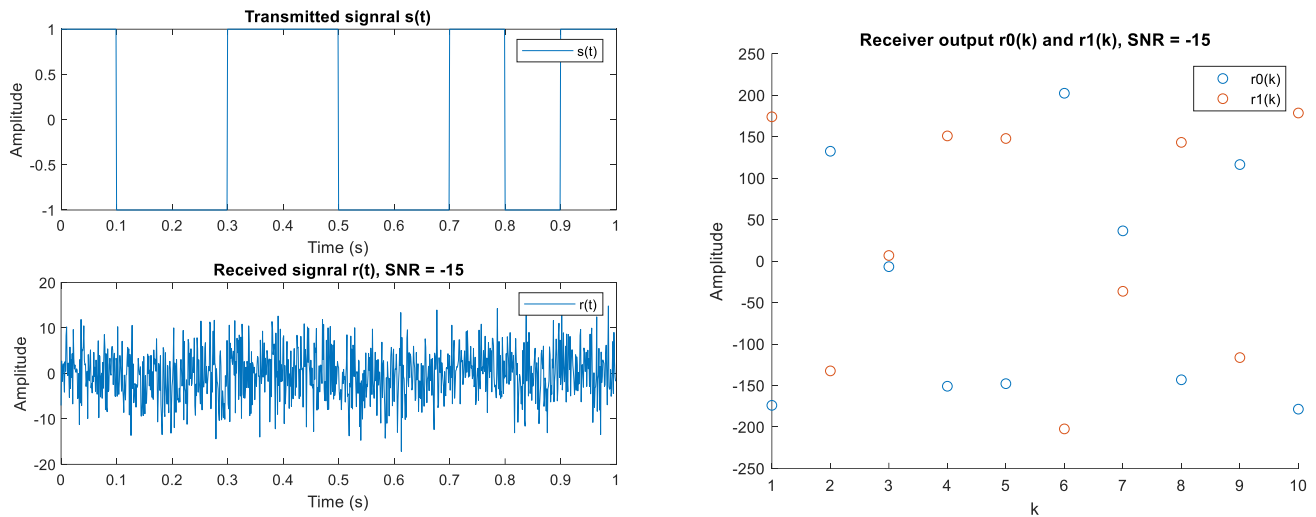 Transmitted signral s(t)
1
0.5
0
-0.5
-1
Amplitude
s(t)
0 0.1 0.2 0.3 0.4 0.5 0.6 0.7 0.8 0.9 1
Time (s)
Received signral r(t), SNR = -15
20
10
0
-10
-20
Amplitude
r(t)
0 0.1 0.2 0.3 0.4 0.5 0.6 0.7 0.8 0.9 1
Time (s)
Receiver output r0(k) and r1(k), SNR = -15
250
200
150
100
50
0
-50
-100
-150
-200
-250
Amplitude
r0(k)
r1(k)
1 2 3 4 5 6 7 8 9 10
k